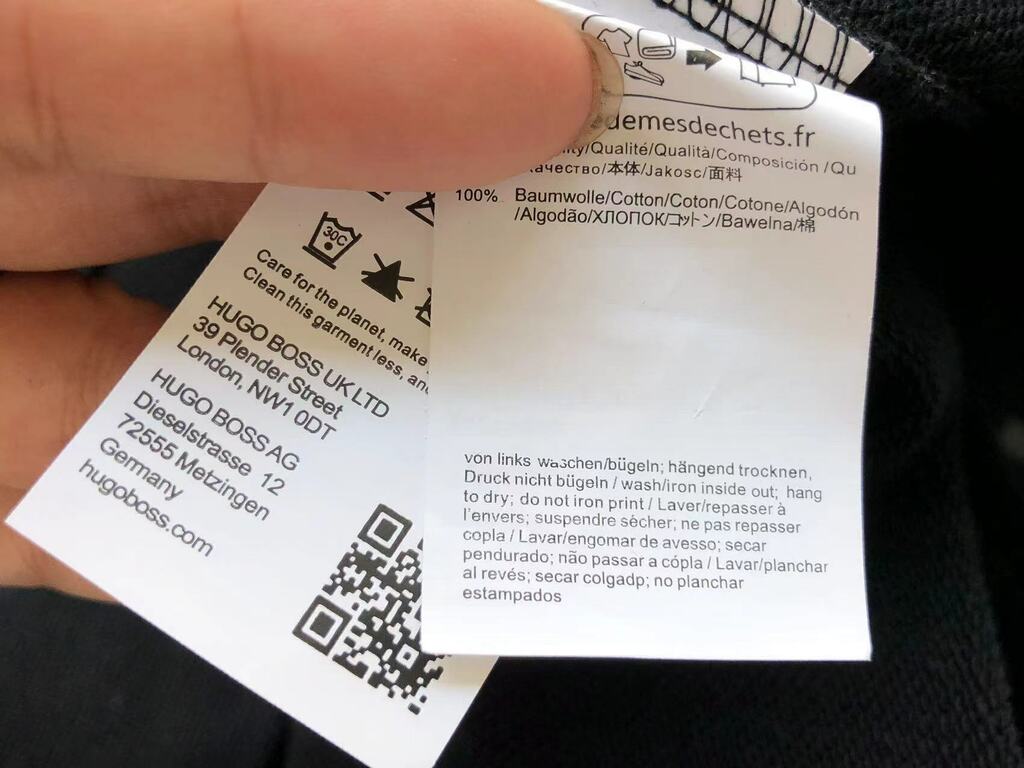 demesdechets.fr
/Qualité/Qualità/Composición /Qu
/本体/Jakosc/面料
100% Baumwolle/Cotton/Coton/Cotone/Algodón
/Algodão/ХЛОПОК/コットン/Bawelna/棉
von links waschen/bügeln; hängend trocknen,
Druck nicht bügeln / wash/iron inside out; hang
to dry; do not iron print / Laver/repasser à
l'envers; suspendre sécher; ne pas repasser
copla / Lavar/engomar de avesso; secar
pendurado; não passar a cópla / Lavar/planchar
al revés; secar colgadp; no planchar
estampados
30C
Care for the planet, make
Clean this garment less,
HUGO BOSS UK LTD
39 Plender Street
London, NW1 0DT
HUGO BOSS AG
Dieselstrasse 12
72555 Metzingen
Germany
hugoboss.com